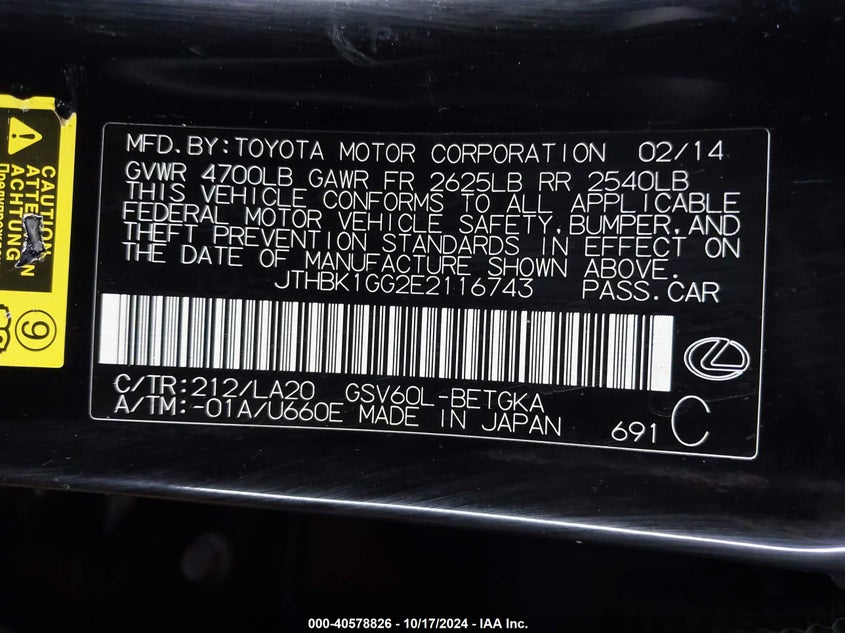 MFD.BY:TOYOTA MOTOR CORPORATION 02/14
GVWR 4700LB GAWR FR 2625LB RR 2540LB
THIS VEHICLE CONFORMS TO ALL APPLICABLE
FEDERAL MOTOR VEHICLE SAFETY,BUMPER,AND
THEFT PREVENTION STANDARDS IN EFFECT ON
THE DATE OF MANUFACTURE SHOWN ABOVE.
JTHBK1GG2E2116743 PASS.CAR
C/TR:212/LA20 GSV60L-BETGKA
A/TM:-01A/U660E MADE IN JAPAN
691 C
CAUTION
ACHTUNG
9
000-40578826 - 10/17/2024 - IAA Inc.